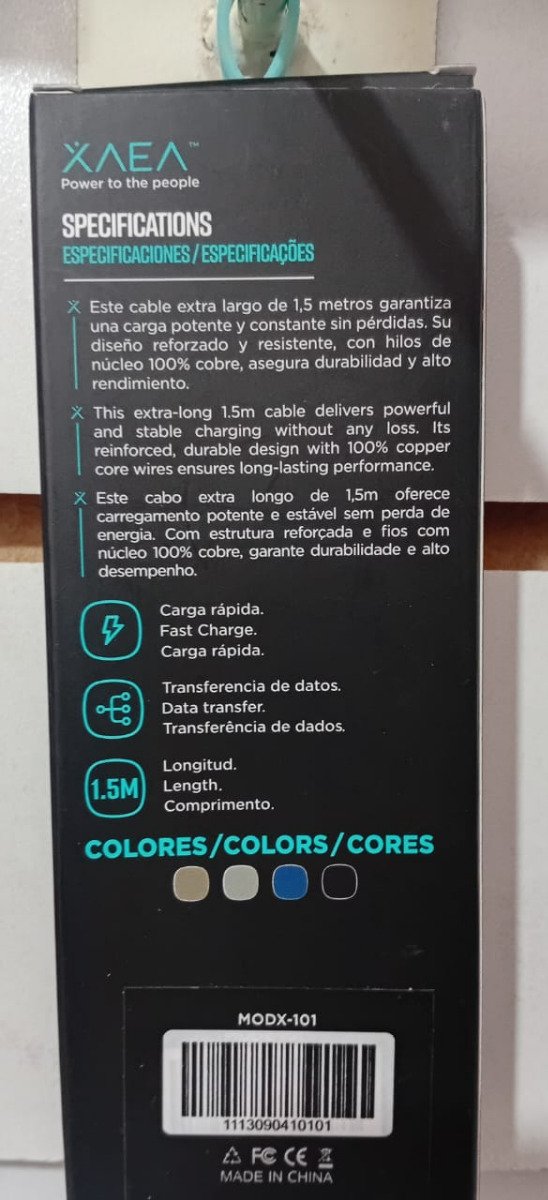 XAEA™
Power to the people
SPECIFICATIONS
ESPECIFICACIONES/ESPECIFICAÇÕES
Este cable extra largo de 1,5 metros garantiza
una carga potente y constante sin pérdidas. Su
diseño reforzado y resistente, con hilos de
núcleo 100% cobre, asegura durabilidad y alto
rendimiento.
This extra-long 1.5m cable delivers powerful
and stable charging without any loss. Its
reinforced, durable design with 100% copper
core wires ensures long-lasting performance.
Este cabo extra longo de 1,5m oferece
carregamento potente e estável sem perda de
energia. Com estrutura reforçada e fios com
núcleo 100% cobre, garante durabilidade e alto
desempenho.
Carga rápida.
Fast Charge.
Carga rápida.
Transferencia de datos.
Data transfer.
Transferência de dados.
1.5M
Longitud.
Length.
Comprimento.
COLORES/COLORS/CORES
MODX-101
1113090410101
FC CE
MADE IN CHINA